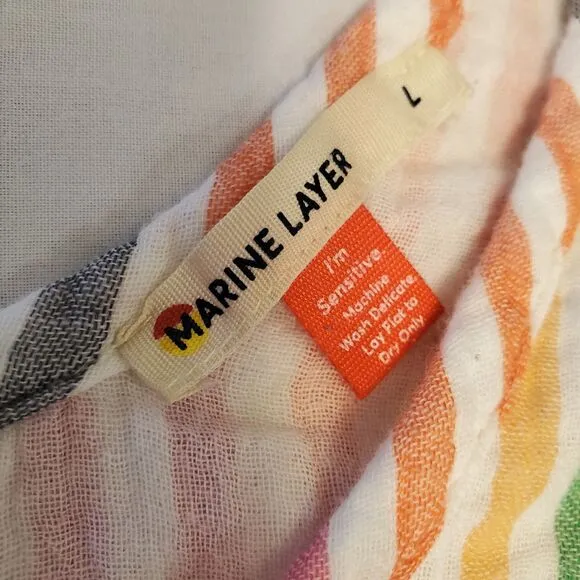 L
MARINE LAYER
I'm
Sensitive
Machine
Wash Delicate
Lay Flat to
Dry Only